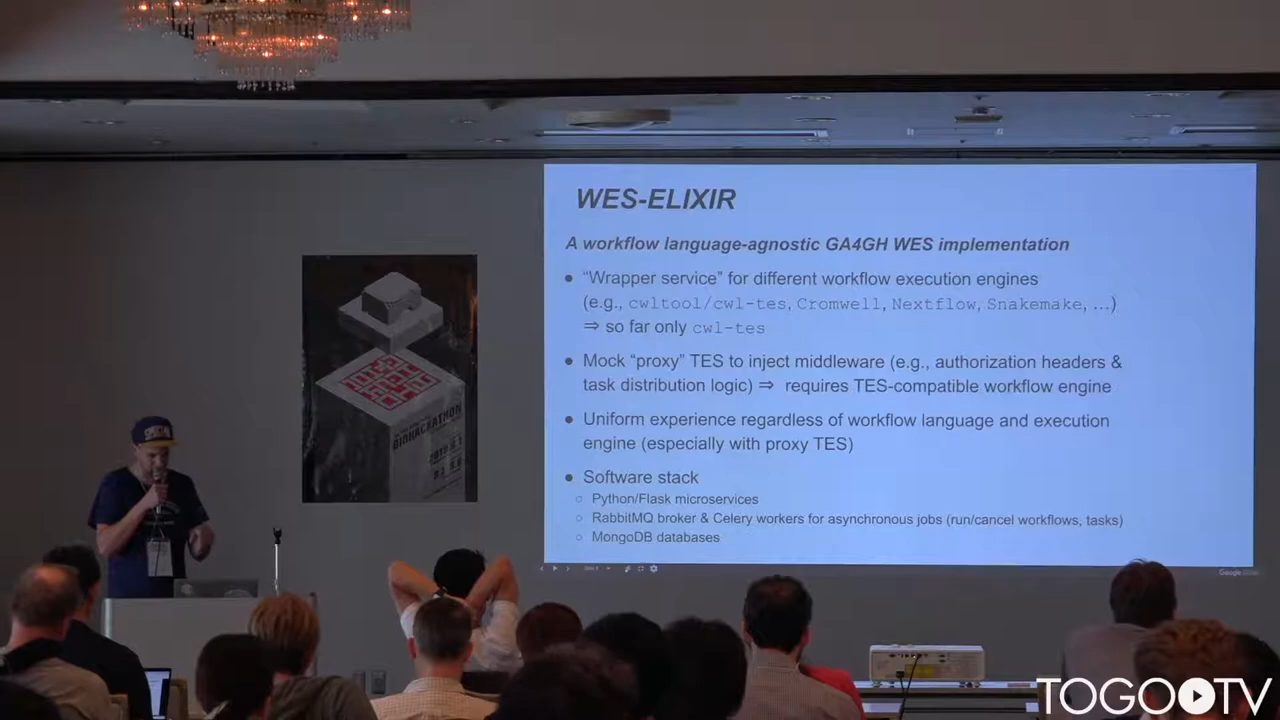 WES-ELIXIR
A workflow language-agnostic GA4GH WES implementation
● “Wrapper service” for different workflow execution engines
(e.g., cwltool/cwl-tes, Cromwell, Nextflow, Snakemake, ...)
⇒ so far only cwl-tes
● Mock “proxy” TES to inject middleware (e.g., authorization headers &
task distribution logic) ⇒ requires TES-compatible workflow engine
● Uniform experience regardless of workflow language and execution
engine (especially with proxy TES)
● Software stack
○ Python/Flask microservices
○ RabbitMQ broker & Celery workers for asynchronous jobs (run/cancel workflows, tasks)
○ MongoDB databases
BIOHACKATHON
TOGO TV